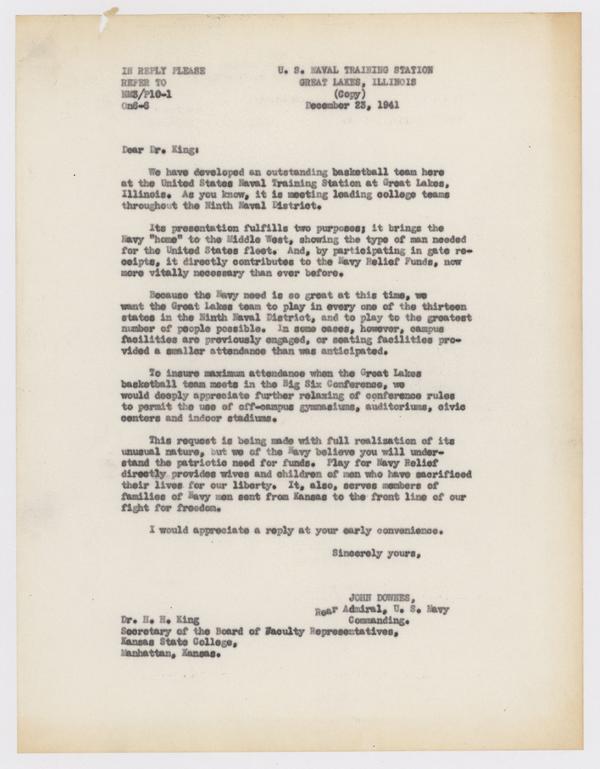 IN REPLY PLEASE
REFER TO
NM3/P10-1
On6-6
U. S. NAVAL TRAINING STATION
GREAT LAKES, ILLINOIS
(Copy)
December 23, 1941
Dear Dr. King:
We have developed an outstanding basketball team here
at the United States Naval Training Station at Great Lakes,
Illinois. As you know, it is meeting leading college teams
throughout the Ninth Naval District.
Its presentation fulfills two purposes; it brings the
Navy "home" to the Middle West, showing the type of man needed
for the United States fleet. And, by participating in gate re-
ceipts, it directly contributes to the Navy Relief Funds, now
more vitally necessary than ever before.
Because the Navy need is so great at this time, we
want the Great Lakes team to play in every one of the thirteen
states in the Ninth Naval District, and to play to the greatest
number of people possible. In some cases, however, campus
facilities are previously engaged, or seating facilities pro-
vided a smaller attendance than was anticipated.
To insure maximum attendance when the Great Lakes
basketball team meets in the Big Six Conference, we
would deeply appreciate further relaxing of conference rules
to permit the use of off-campus gymnasiums, auditoriums, civic
centers and indoor stadiums.
This request is being made with full realization of its
unusual nature, but we of the Navy believe you will under-
stand the patriotic need for funds. Play for Navy Relief
directly provides wives and children of men who have sacrificed
their lives for our liberty. It, also, serves members of
families of Navy men sent from Kansas to the front line of our
fight for freedom.
I would appreciate a reply at your early convenience.
Sincerely yours,
JOHN DOWNES,
Rear Admiral, U. S. Navy
Commanding.
Dr. H. H. King
Secretary of the Board of Faculty Representatives,
Kansas State College,
Manhattan, Kansas.